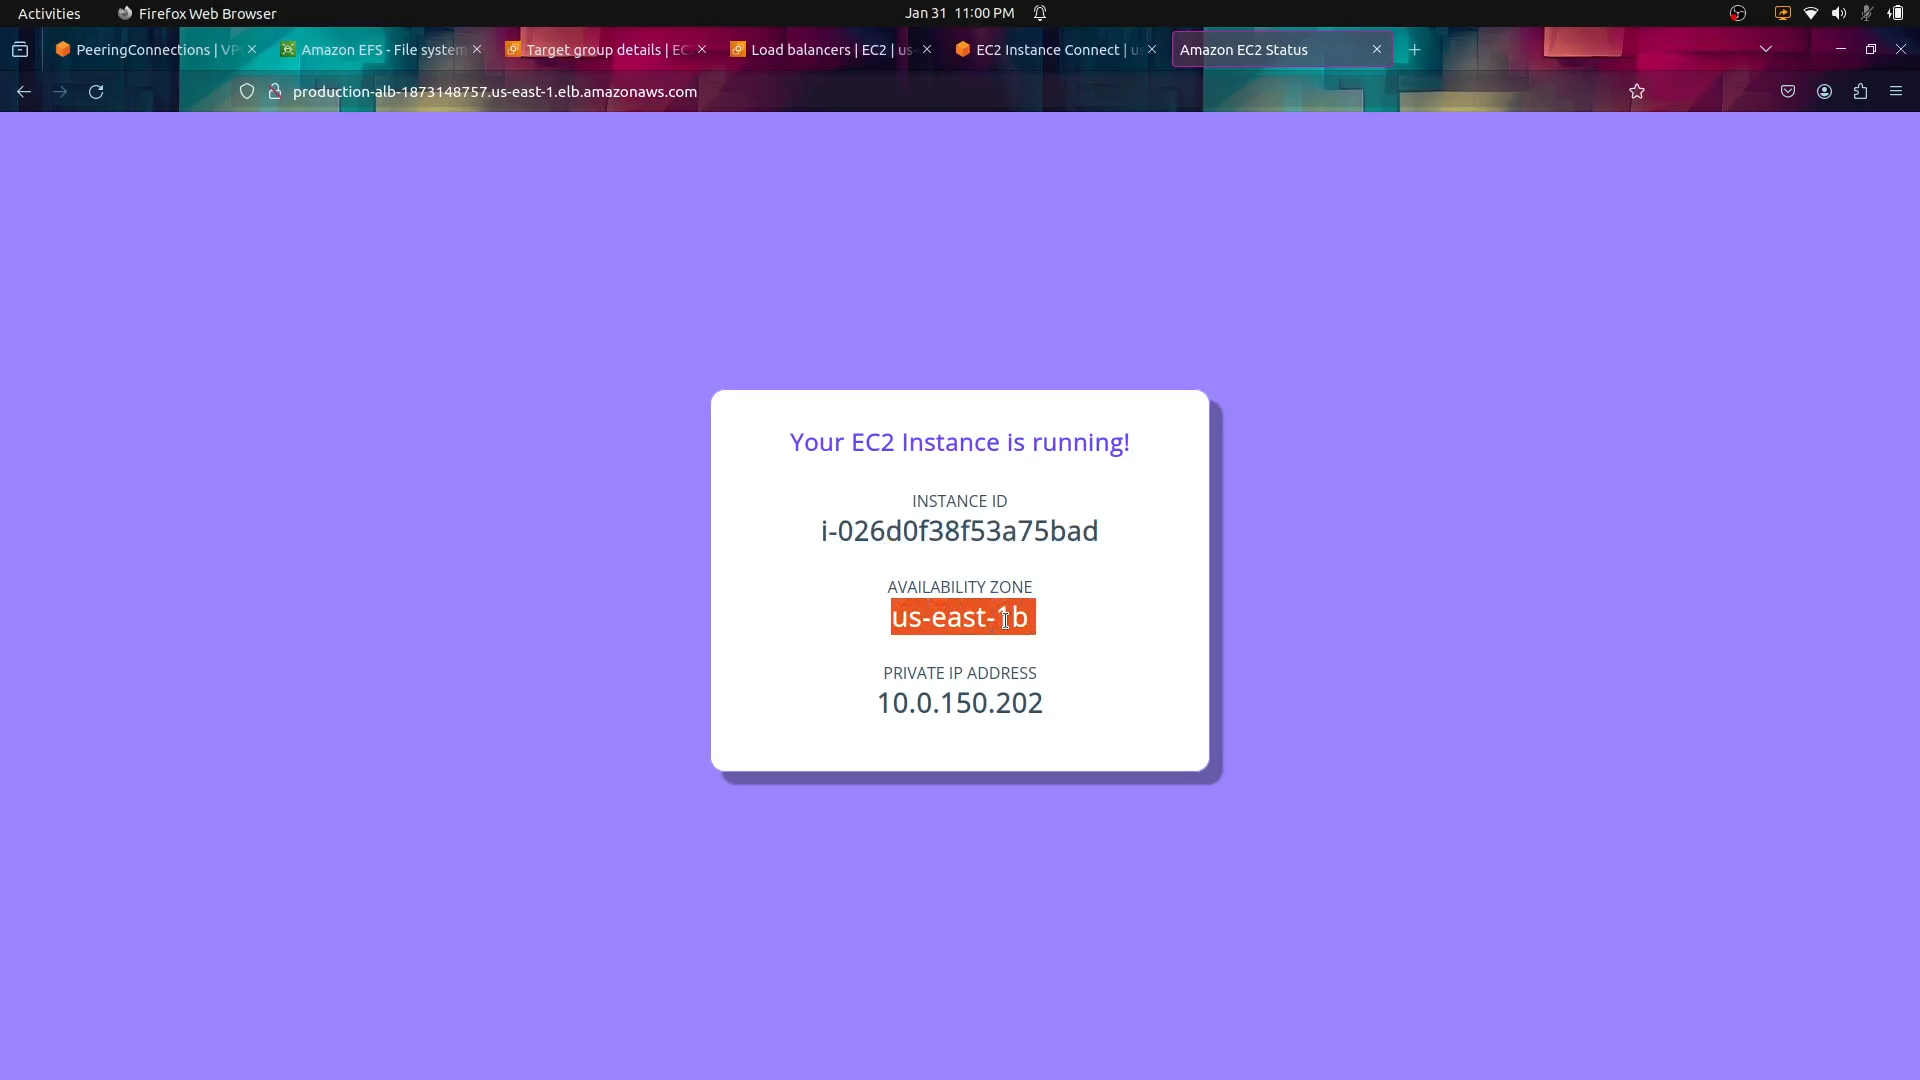 Activities Firefox Web Browser Jan 31 11:00 PM
PeeringConnections | VP Amazon EFS - File system Target group details | EC Load balancers | EC2 | us- EC2 Instance Connect | us Amazon EC2 Status
production-alb-1873148757.us-east-1.elb.amazonaws.com
Your EC2 Instance is running!
INSTANCE ID
i-026d0f38f53a75bad
AVAILABILITY ZONE
us-east-1b
PRIVATE IP ADDRESS
10.0.150.202